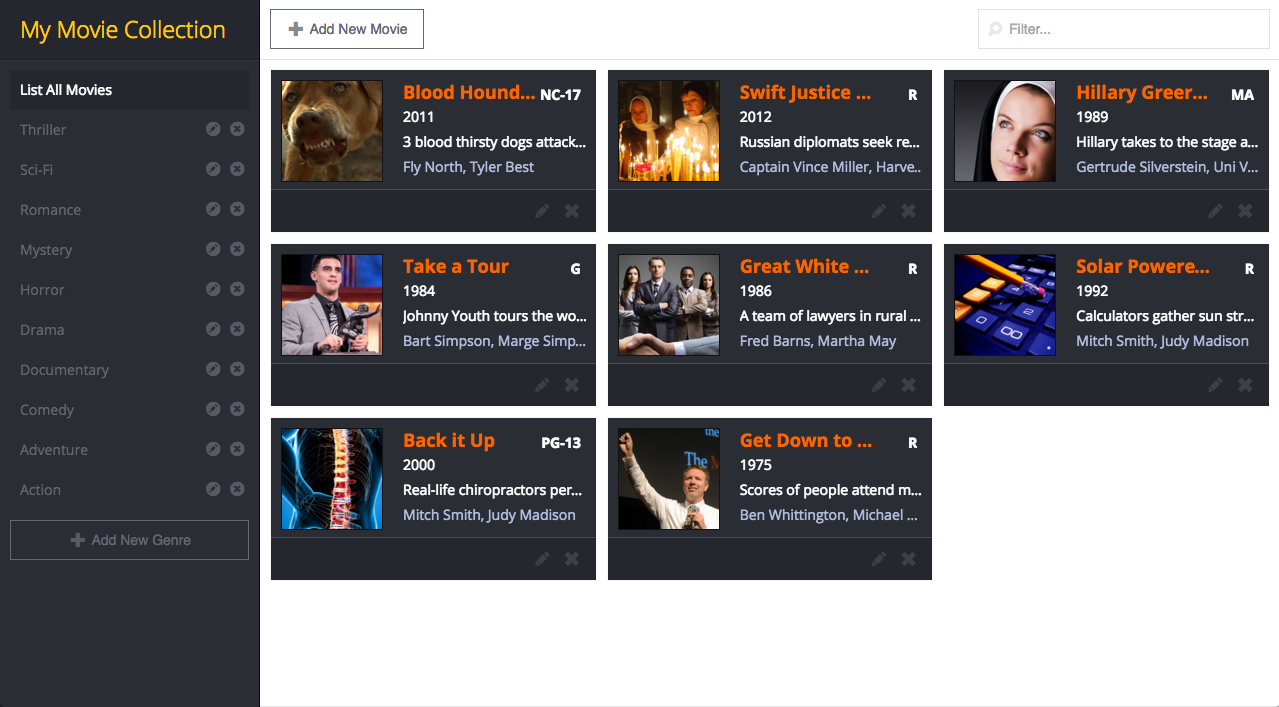 My Movie Collection
Add New Movie
Filter...
List All Movies
Thriller
Sci-Fi
Romance
Mystery
Horror
Drama
Documentary
Comedy
Adventure
Action
Add New Genre
Blood Hound... NC-17
2011
3 blood thirsty dogs attack...
Fly North, Tyler Best
Swift Justice ... R
2012
Russian diplomats seek re...
Captain Vince Miller, Harve..
Hillary Greer... MA
1989
Hillary takes to the stage a...
Gertrude Silverstein, Uni V...
Take a Tour G
1984
Johnny Youth tours the wo...
Bart Simpson, Marge Simp...
Great White ... R
1986
A team of lawyers in rural ...
Fred Barns, Martha May
Solar Powere... R
1992
Calculators gather sun str...
Mitch Smith, Judy Madison
Back it Up PG-13
2000
Real-life chiropractors per...
Mitch Smith, Judy Madison
the
The M
Get Down to ... R
1975
Scores of people attend m...
Ben Whittington, Michael ...